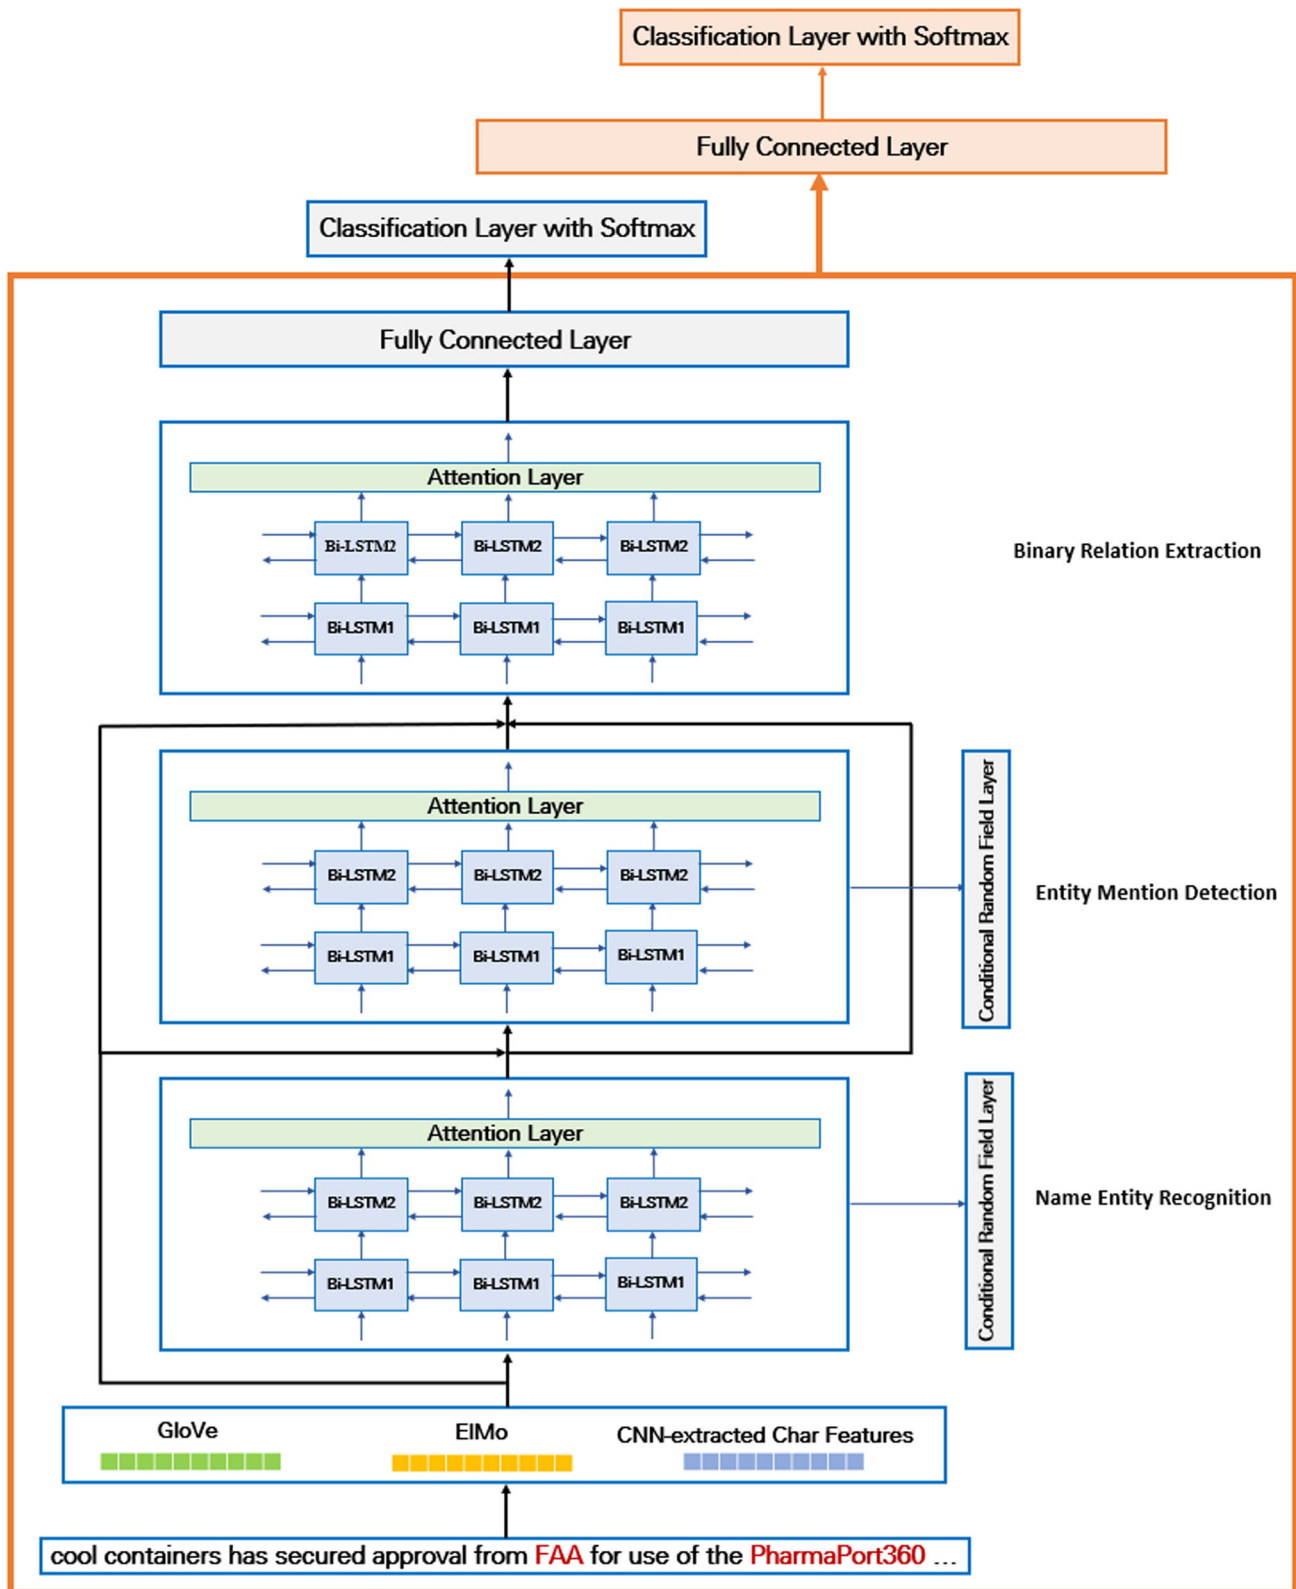 Classification Layer with Softmax
Fully Connected Layer
Classification Layer with Softmax
Fully Connected Layer
Attention Layer
Bi-LSTM2 Bi-LSTM2 Bi-LSTM2
Bi-LSTM1 Bi-LSTM1 Bi-LSTM1
Binary Relation Extraction
Attention Layer
Bi-LSTM2 Bi-LSTM2 Bi-LSTM2
Bi-LSTM1 Bi-LSTM1 Bi-LSTM1
Conditional Random Field Layer
Entity Mention Detection
Attention Layer
Bi-LSTM2 Bi-LSTM2 Bi-LSTM2
Bi-LSTM1 Bi-LSTM1 Bi-LSTM1
Conditional Random Field Layer
Name Entity Recognition
GloVe ElMo CNN-extracted Char Features
cool containers has secured approval from FAA for use of the PharmaPort360 ...